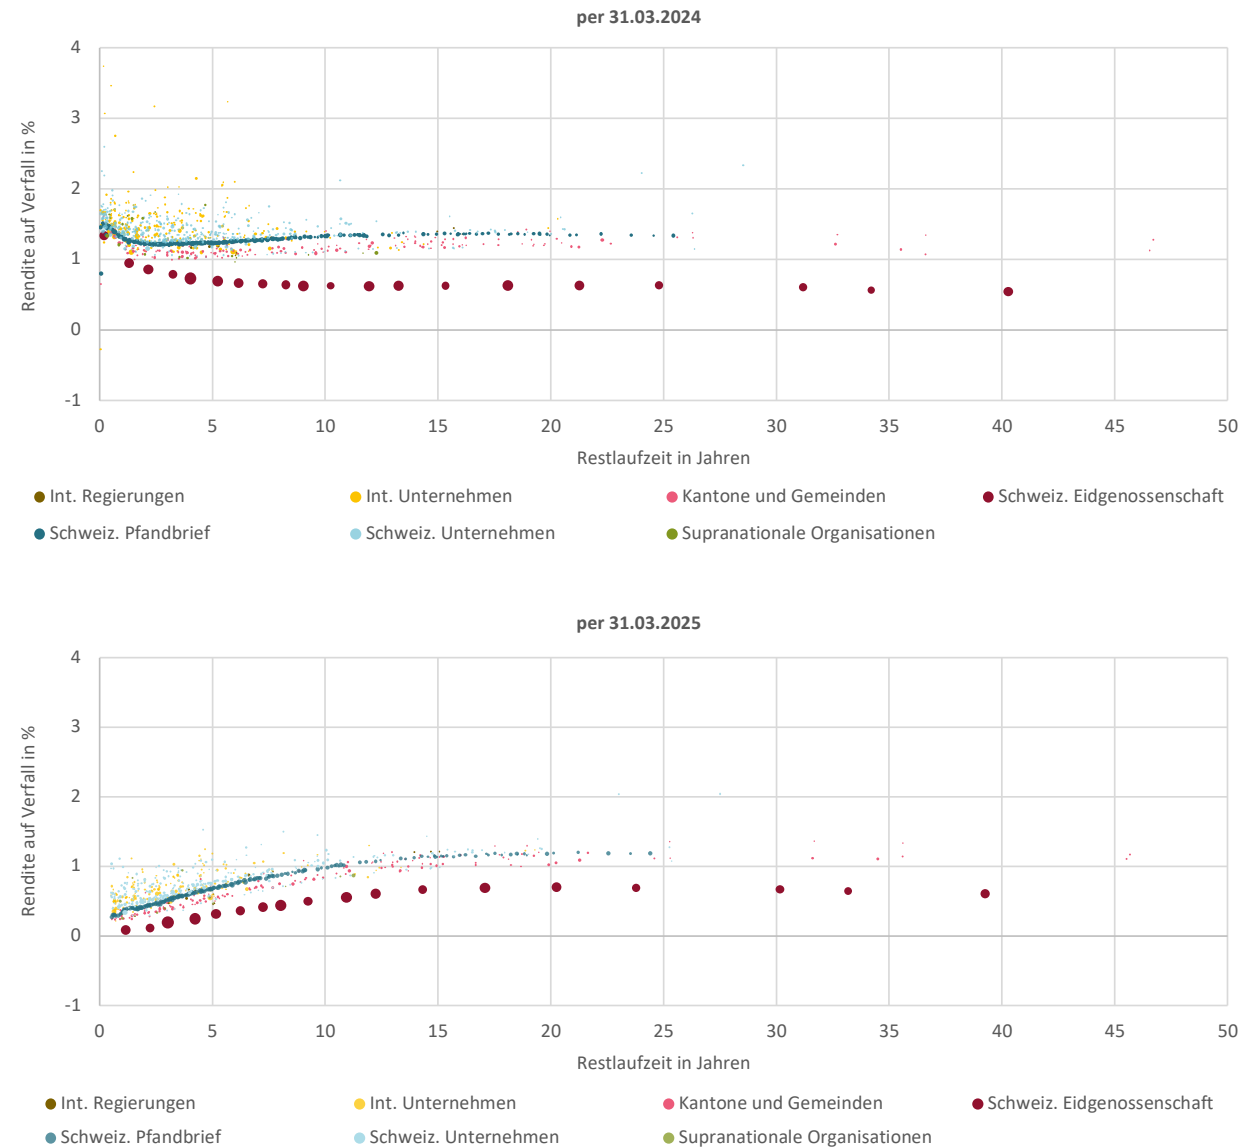 per 31.03.2024
4
3
2
1
0
-1
Rendite auf Verfall in %
0 5 10 15 20 25 30 35 40 45 50
Restlaufzeit in Jahren
Int. Regierungen Int. Unternehmen Kantone und Gemeinden Schweiz. Eidgenossenschaft
Schweiz. Pfandbrief Schweiz. Unternehmen Supranationale Organisationen
per 31.03.2025
4
3
2
1
0
-1
Rendite auf Verfall in %
0 5 10 15 20 25 30 35 40 45 50
Restlaufzeit in Jahren
Int. Regierungen Int. Unternehmen Kantone und Gemeinden Schweiz. Eidgenossenschaft
Schweiz. Pfandbrief Schweiz. Unternehmen Supranationale Organisationen